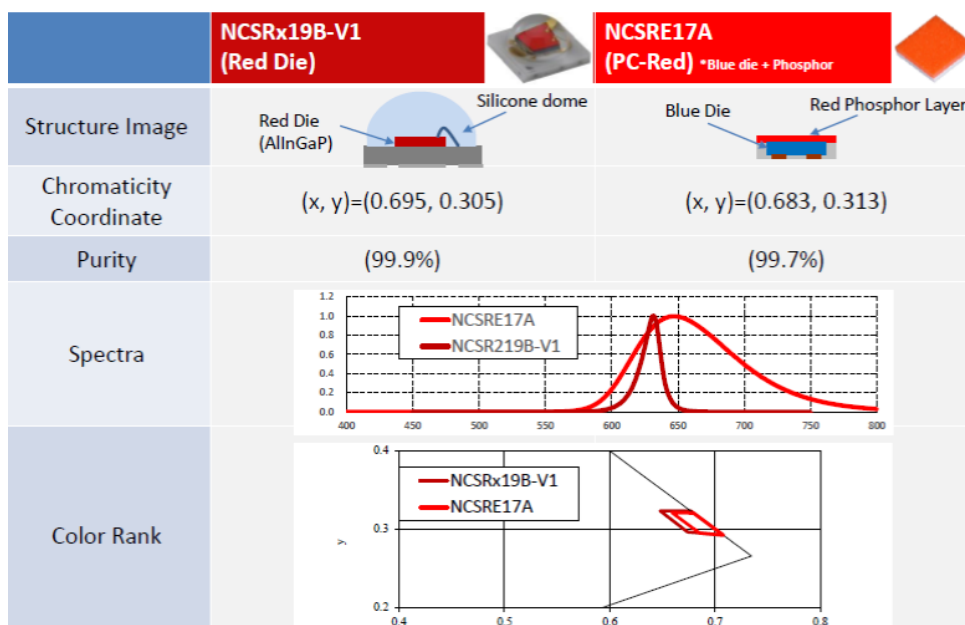 NCSRx19B-V1
(Red Die)
NCSRE17A
(PC-Red) *Blue die + Phosphor
Structure Image
Red Die
(AlInGaP)
Silicone dome
Blue Die
Red Phosphor Layer
Chromaticity
Coordinate
(x, y)=(0.695, 0.305)
(x, y)=(0.683, 0.313)
Purity
(99.9%)
(99.7%)
Spectra
1.2
1.0
0.8
0.6
0.4
0.2
0.0
NCSRE17A
NCSR219B-V1
400 450 500 550 600 650 700 750 800
Color Rank
0.4
0.3
0.2
y
NCSRx19B-V1
NCSRE17A
0.4 0.5 0.6 0.7 0.8